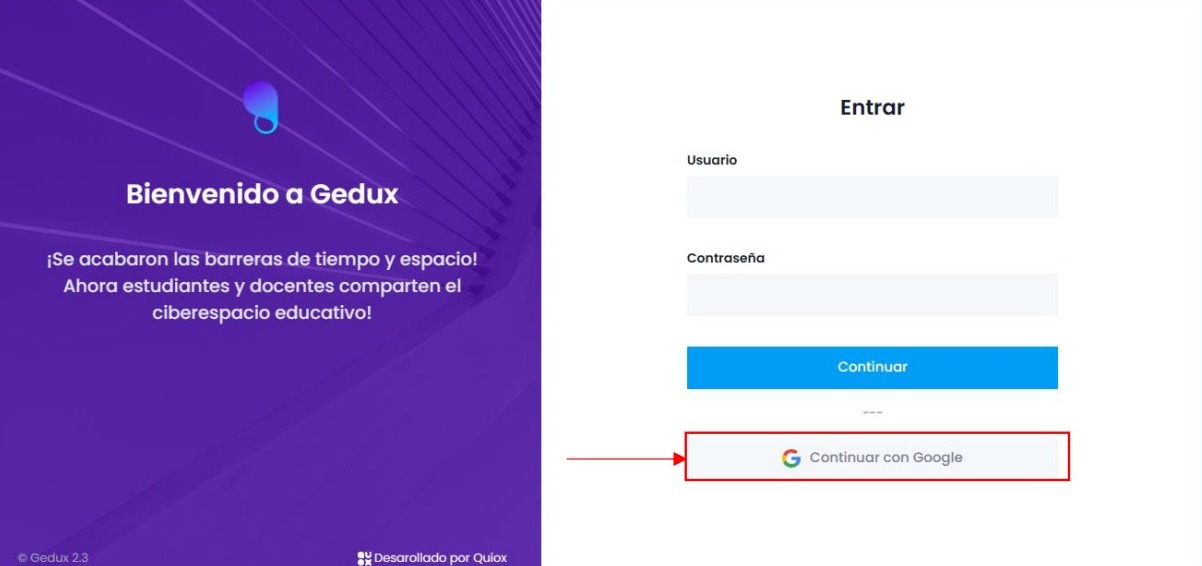 Bienvenido a Gedux
¡Se acabaron las barreras de tiempo y espacio!
Ahora estudiantes y docentes comparten el
ciberespacio educativo!
© Gedux 2.3
Desarollado por Quiox
Entrar
Usuario
Contraseña
Continuar
---
Continuar con Google